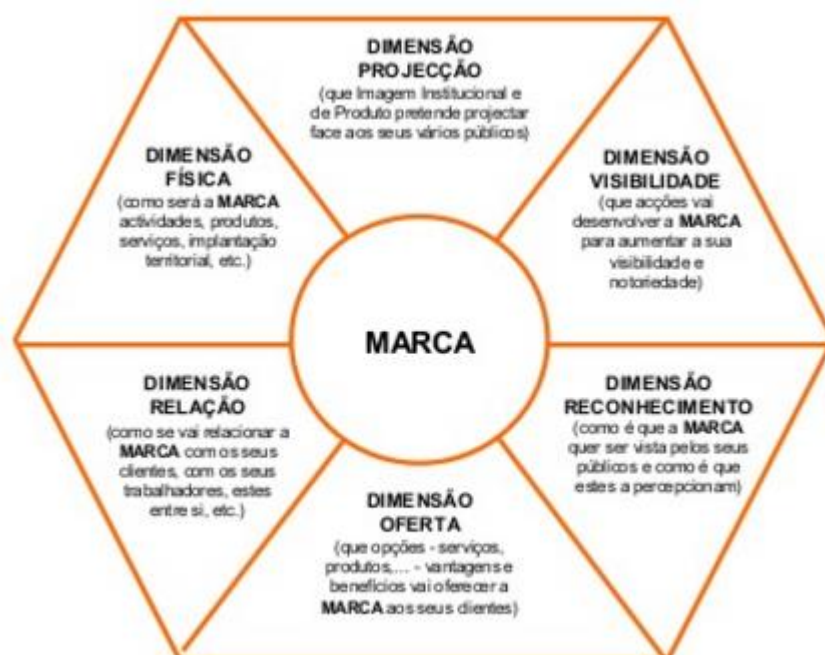 DIMENSÃO
PROJECÇÃO
(que Imagem Institucional e
de Produto pretende projectar
face aos seus vários públicos)
DIMENSÃO
FÍSICA
(como será a MARCA
actividades, produtos,
serviços, implantação
territorial, etc.)
DIMENSÃO
VISIBILIDADE
(que acções vai
desenvolver a MARCA
para aumentar a sua
visibilidade e
notoriedade)
MARCA
DIMENSÃO
RELAÇÃO
(como se vai relacionar a
MARCA com os seus
clientes, com os seus
trabalhadores, estes
entre si, etc.)
DIMENSÃO
RECONHECIMENTO
(como é que a MARCA
quer ser vista pelos seus
públicos e como é que
estes a percepcionam)
DIMENSÃO
OFERTA
(que opções - serviços,
produtos,... - vantagens e
benefícios vai oferecer a
MARCA aos seus clientes)